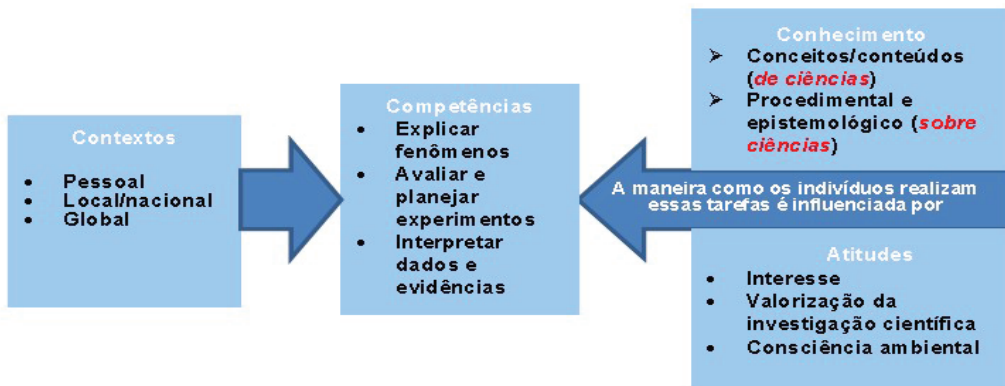 Contextos
• Pessoal
• Local/nacional
• Global
Competências
• Explicar
fenômenos
• Avaliar e
planejar
experimentos
• Interpretar
dados e
evidências
Conhecimento
➢ Conceitos/conteúdos
(de ciências)
➢ Procedimental e
epistemológico (sobre
ciências)
A maneira como os indivíduos realizam
essas tarefas é influenciada por
Atitudes
• Interesse
• Valorização da
investigação científica
• Consciência ambiental